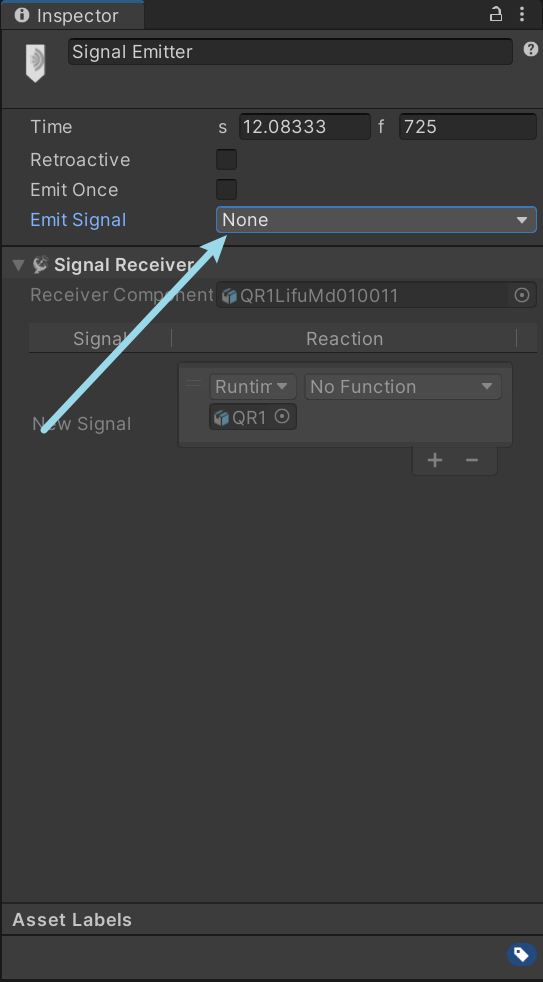 Inspector
Signal Emitter
Time s 12.08333 f 725
Retroactive
Emit Once
Emit Signal None
Signal Receiver
Receiver Component QR1LifuMd010011
Signal Reaction
Runtim No Function
QR1
New Signal
+ −
Asset Labels